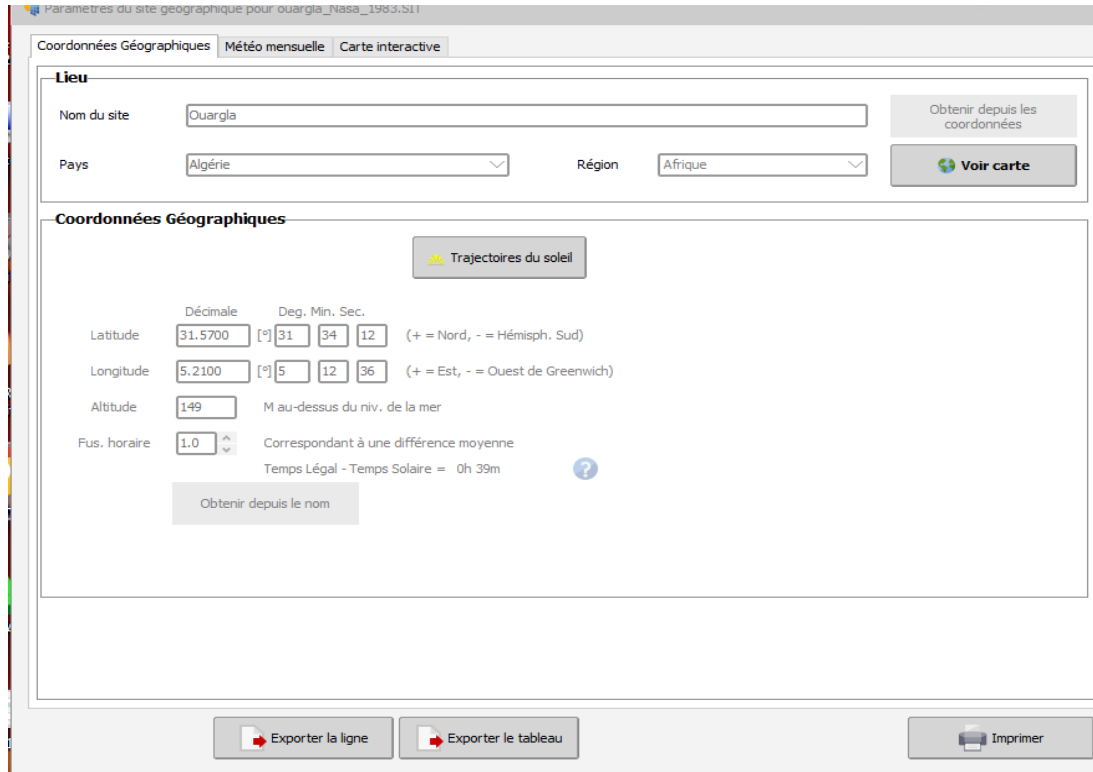 Paramètres du site géographique pour ouargla_Nasa_1983.SIT
Coordonnées Géographiques Météo mensuelle Carte interactive
Lieu
Nom du site Ouargla Obtenir depuis les
coordonnées
Pays Algérie Région Afrique Voir carte
Coordonnées Géographiques
Trajectoires du soleil
Décimale Deg. Min. Sec.
Latitude 31.5700 [°] 31 34 12 (+ = Nord, - = Hémisph. Sud)
Longitude 5.2100 [°] 5 12 36 (+ = Est, - = Ouest de Greenwich)
Altitude 149 M au-dessus du niv. de la mer
Fus. horaire 1.0 Correspondant à une différence moyenne
Temps Légal - Temps Solaire = 0h 39m ?
Obtenir depuis le nom
Exporter la ligne Exporter le tableau Imprimer